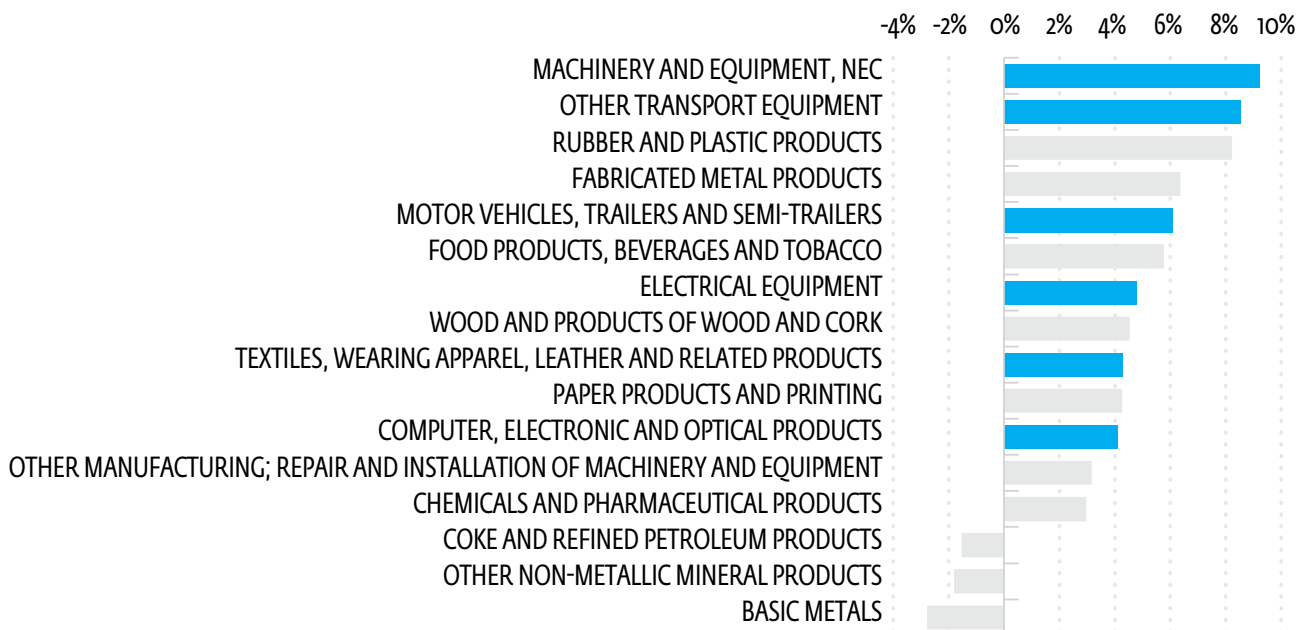 -4% -2% 0% 2% 4% 6% 8% 10%
MACHINERY AND EQUIPMENT, NEC
OTHER TRANSPORT EQUIPMENT
RUBBER AND PLASTIC PRODUCTS
FABRICATED METAL PRODUCTS
MOTOR VEHICLES, TRAILERS AND SEMI-TRAILERS
FOOD PRODUCTS, BEVERAGES AND TOBACCO
ELECTRICAL EQUIPMENT
WOOD AND PRODUCTS OF WOOD AND CORK
TEXTILES, WEARING APPAREL, LEATHER AND RELATED PRODUCTS
PAPER PRODUCTS AND PRINTING
COMPUTER, ELECTRONIC AND OPTICAL PRODUCTS
OTHER MANUFACTURING; REPAIR AND INSTALLATION OF MACHINERY AND EQUIPMENT
CHEMICALS AND PHARMACEUTICAL PRODUCTS
COKE AND REFINED PETROLEUM PRODUCTS
OTHER NON-METALLIC MINERAL PRODUCTS
BASIC METALS